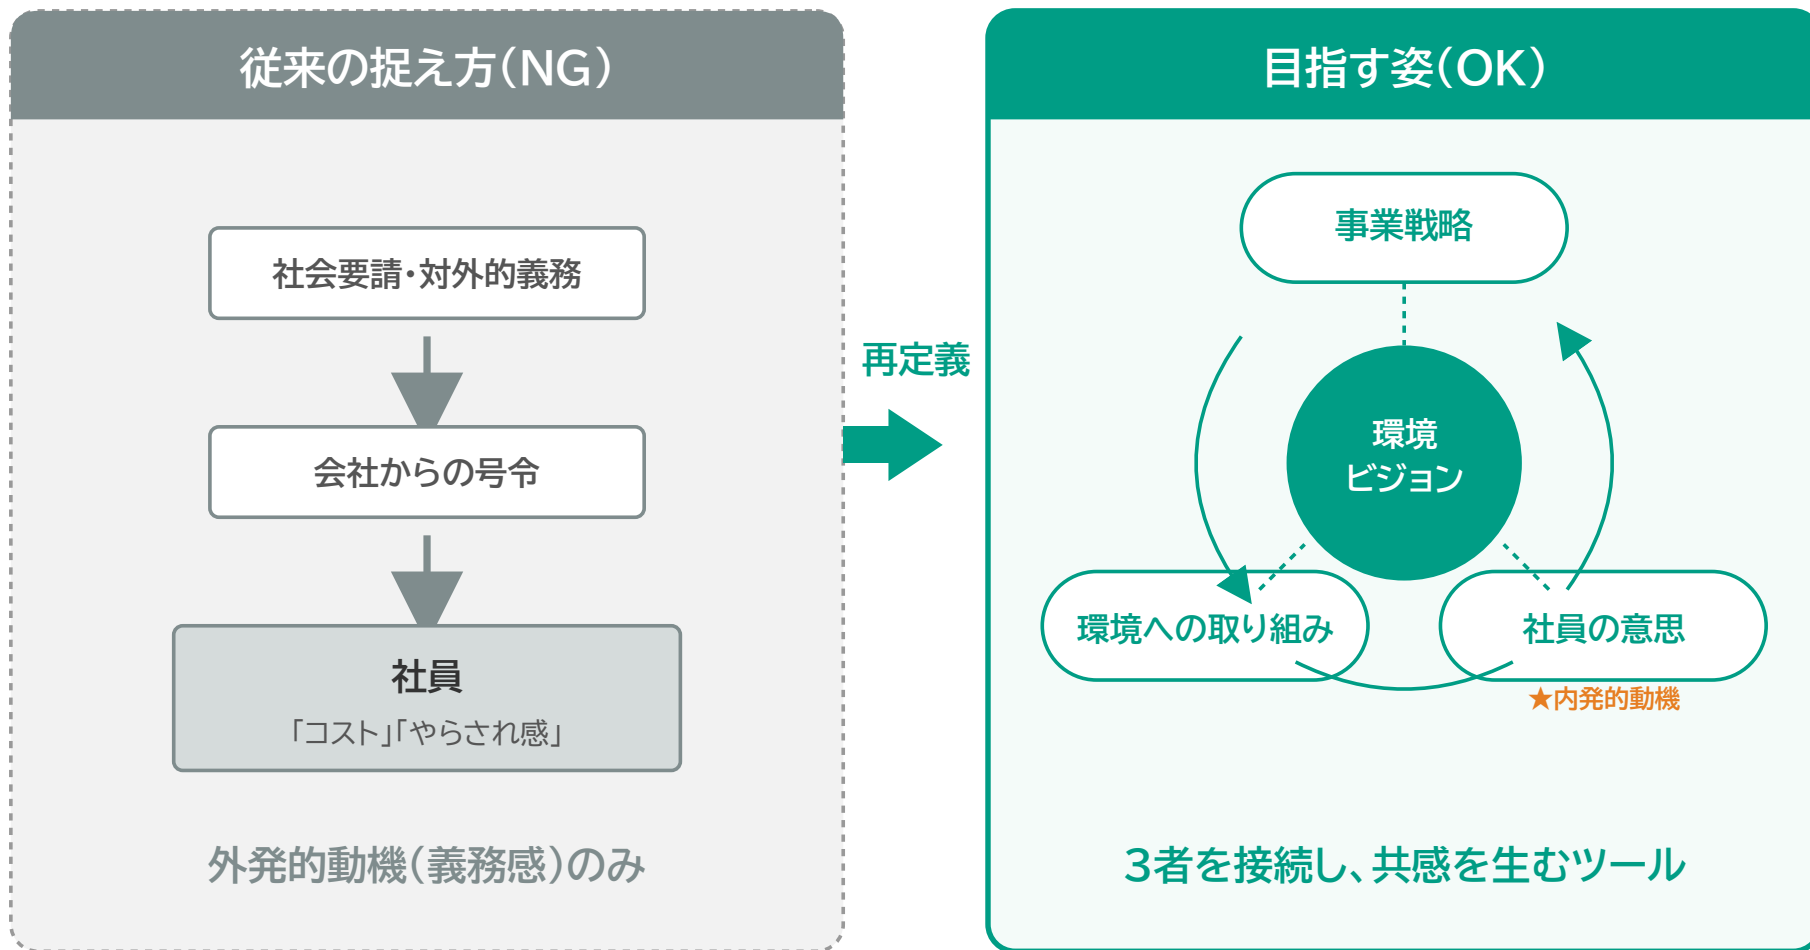 従来の捉え方(NG)
社会要請・対外的義務
会社からの号令
社員
「コスト」「やらされ感」
外発的動機(義務感)のみ
再定義
目指す姿(OK)
事業戦略
環境
ビジョン
環境への取り組み
社員の意思
★内発的動機
3者を接続し、共感を生むツール